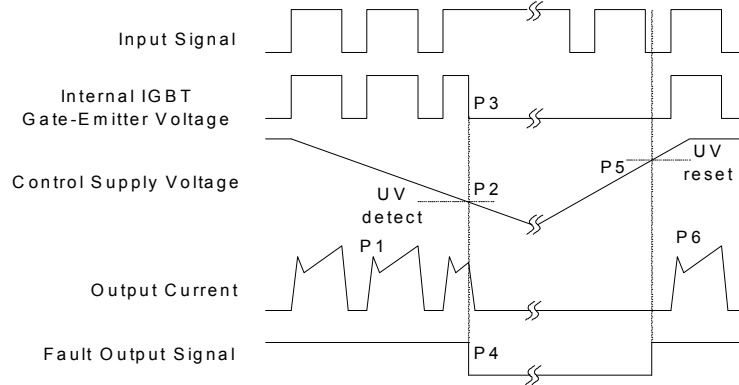 Input Signal
Internal IGBT
Gate-Emitter Voltage
P3
Control Supply Voltage
UV
detect
P2
P5
UV
reset
P1
P6
Output Current
Fault Output Signal
P4